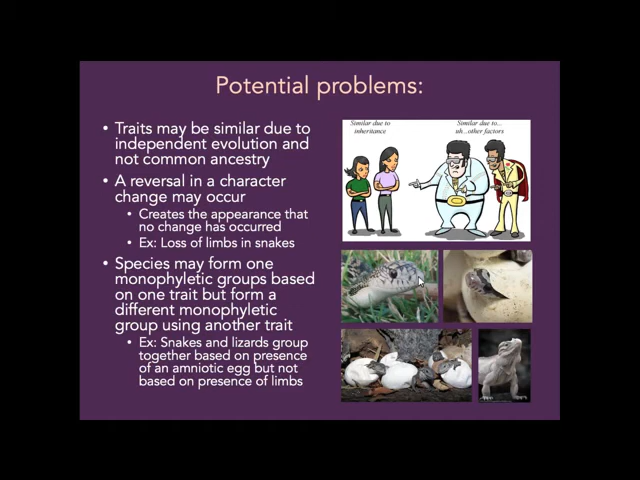 Potential problems:
• Traits may be similar due to
independent evolution and
not common ancestry
• A reversal in a character
change may occur
• Creates the appearance that
no change has occurred
• Ex: Loss of limbs in snakes
• Species may form one
monophyletic groups based
on one trait but form a
different monophyletic
group using another trait
• Ex: Snakes and lizards group
together based on presence
of an amniotic egg but not
based on presence of limbs
Similar due to
inheritance
Similar due to...
uh...other factors